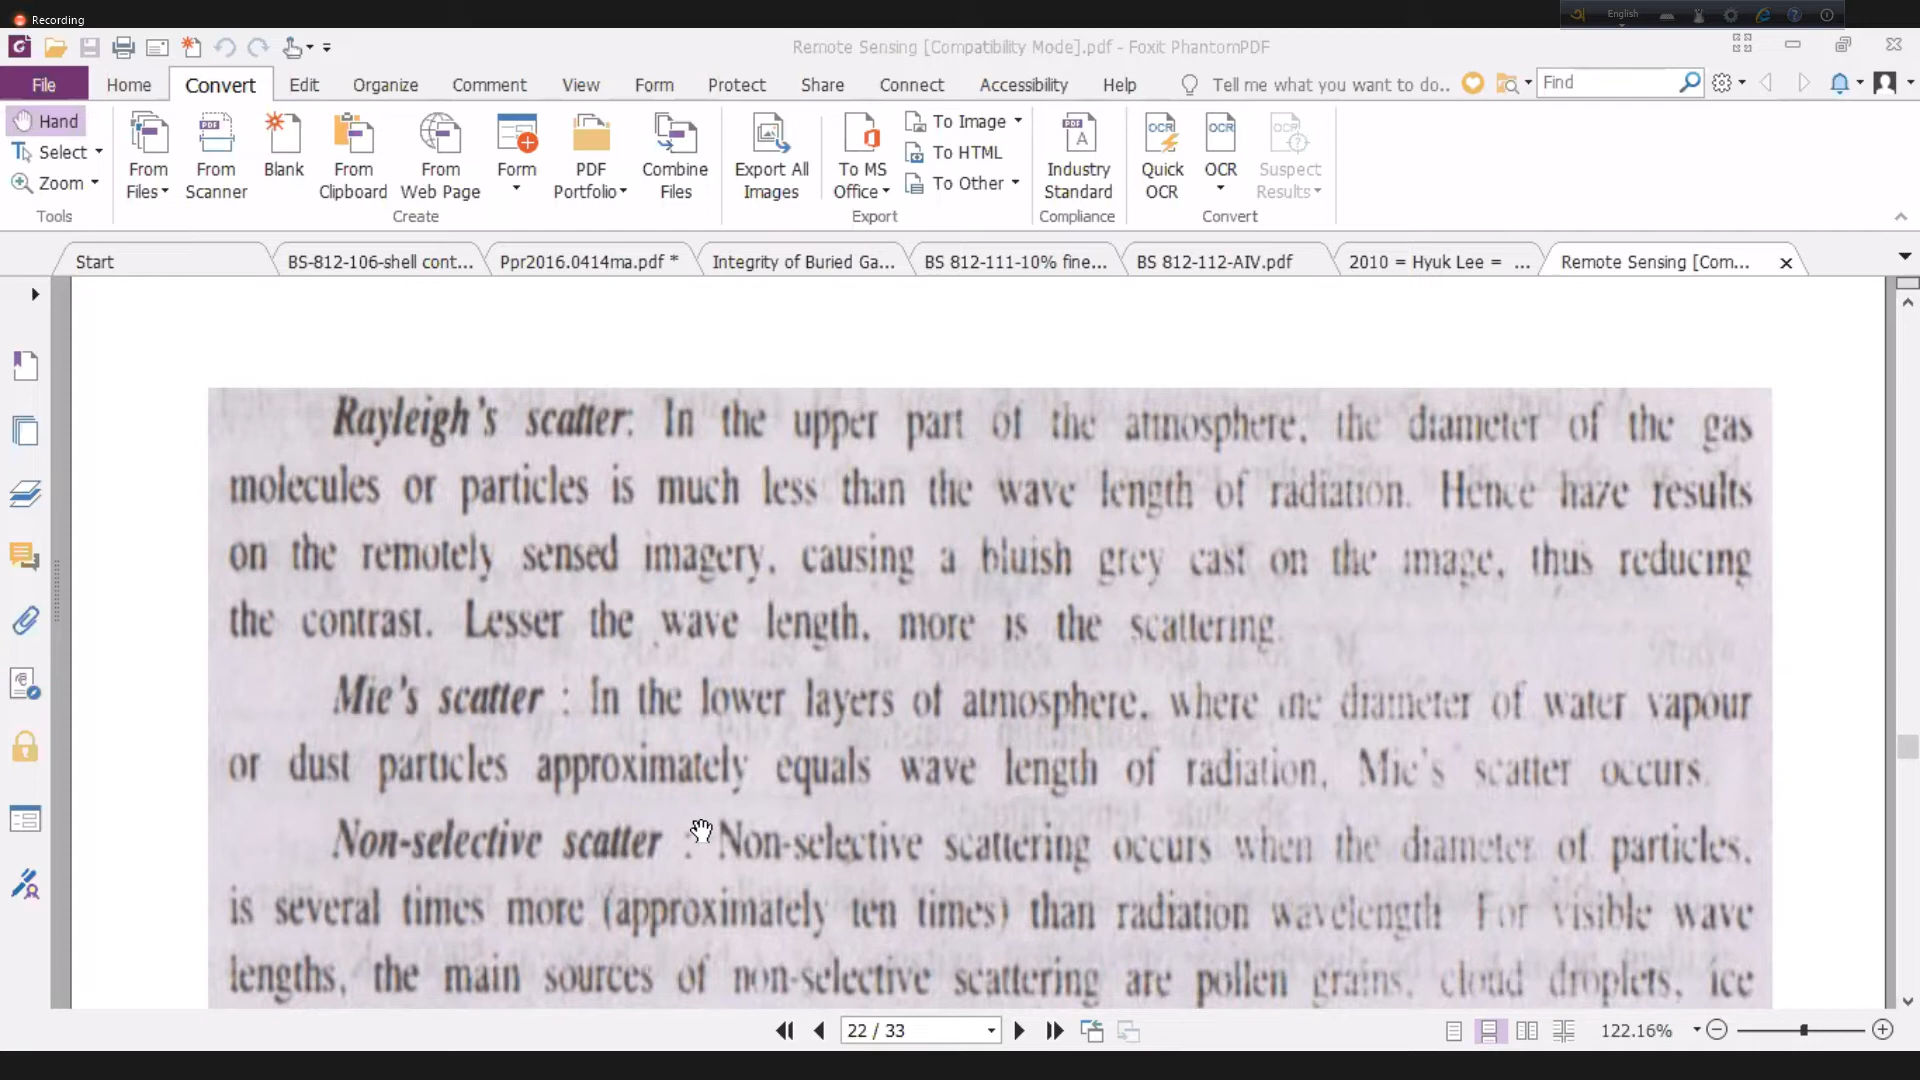 Recording
English
Remote Sensing [Compatibility Mode].pdf - Foxit PhantomPDF
File Home Convert Edit Organize Comment View Form Protect Share Connect Accessibility Help Tell me what you want to do.. Find
Hand
Select
Zoom
Tools
From Files
From Scanner
Blank
From Clipboard
From Web Page
Form
PDF Portfolio
Combine Files
Create
Export All Images
To MS Office
To Image
To HTML
To Other
Export
Industry Standard
Compliance
Quick OCR
OCR
Suspect Results
Convert
Start BS-812-106-shell cont... Ppr2016.0414ma.pdf * Integrity of Buried Ga... BS 812-111-10% fine... BS 812-112-AIV.pdf 2010 = Hyuk Lee = ... Remote Sensing [Com...
Rayleigh's scatter: In the upper part of the atmosphere, the diameter of the gas
molecules or particles is much less than the wave length of radiation. Hence haze results
on the remotely sensed imagery, causing a bluish grey cast on the image, thus reducing
the contrast. Lesser the wave length, more is the scattering.
Mie's scatter : In the lower layers of atmosphere, where the diameter of water vapour
or dust particles approximately equals wave length of radiation, Mie's scatter occurs.
Non-selective scatter : Non-selective scattering occurs when the diameter of particles,
is several times more (approximately ten times) than radiation wavelength For visible wave
lengths, the main sources of non-selective scattering are pollen grains, cloud droplets, ice
22 / 33
122.16%